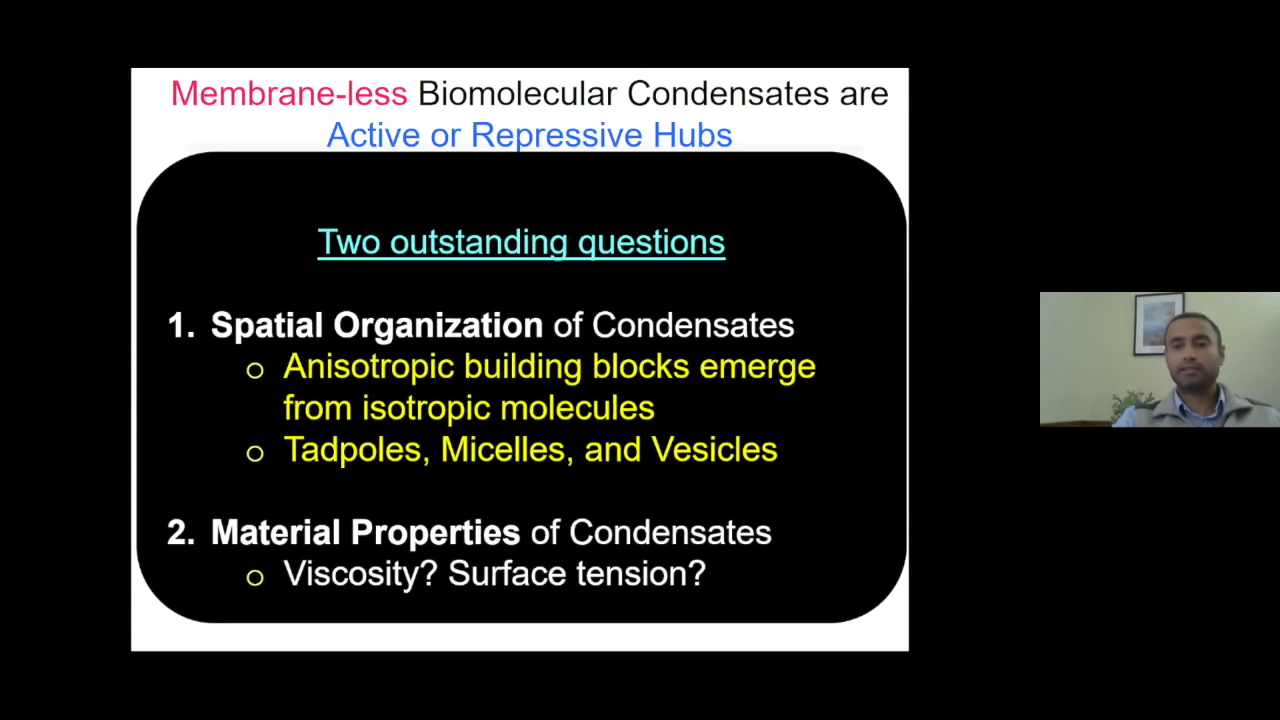 Membrane-less Biomolecular Condensates are
Active or Repressive Hubs
Two outstanding questions
1. Spatial Organization of Condensates
o Anisotropic building blocks emerge
from isotropic molecules
o Tadpoles, Micelles, and Vesicles
2. Material Properties of Condensates
o Viscosity? Surface tension?